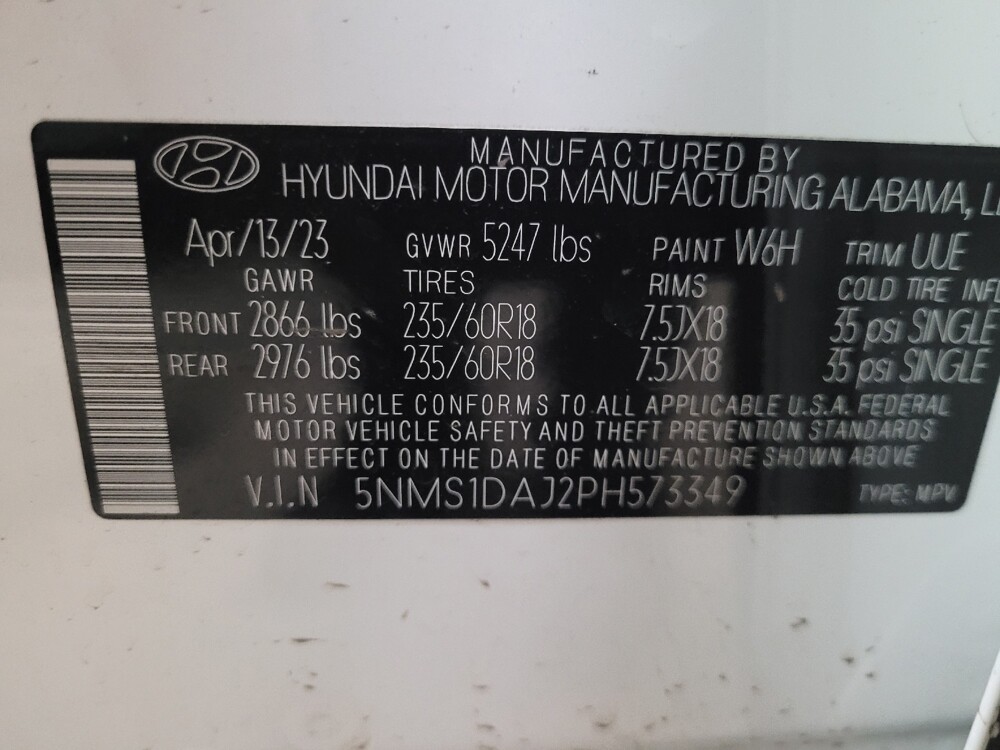 MANUFACTURED BY
HYUNDAI MOTOR MANUFACTURING ALABAMA,
Apr/13/23 GVWR 5247 lbs PAINT W6H TRIM UUE
GAWR TIRES RIMS COLD TIRE
FRONT 2866 lbs 235/60R18 7.5JX18 35 psi SINGLE
REAR 2976 lbs 235/60R18 7.5JX18 35 psi SINGLE
THIS VEHICLE CONFORMS TO ALL APPLICABLE U.S.A. FEDERAL
MOTOR VEHICLE SAFETY AND THEFT PREVENTION STANDARDS
IN EFFECT ON THE DATE OF MANUFACTURE SHOWN ABOVE
V.I.N 5NMS1DAJ2PH573349 TYPE: MPV